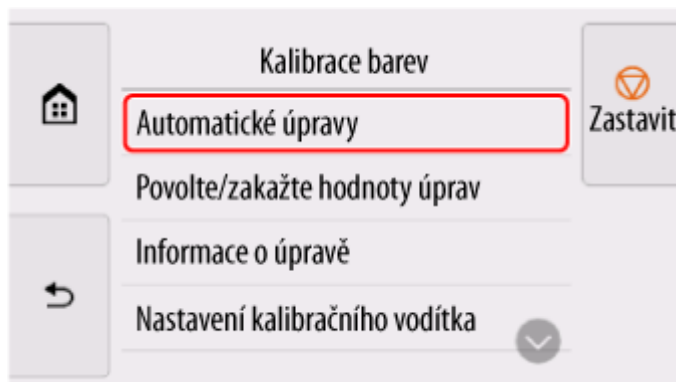 Kalibrace barev
Automatické úpravy
Zastavit
Povolte/zakažte hodnoty úprav
Informace o úpravě
Nastavení kalibračního vodítka